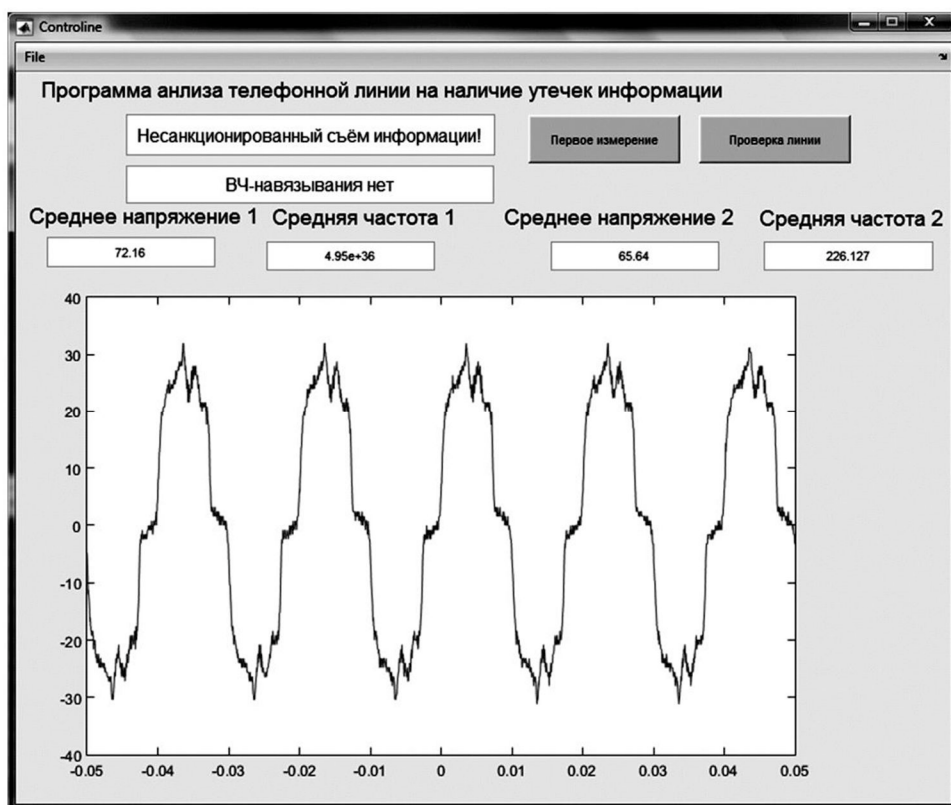 Controline
File
Программа анлиза телефонной линии на наличие утечек информации
Несанкционированный съём информации!
Первое измерение
Проверка линии
ВЧ-навязывания нет
Среднее напряжение 1
Средняя частота 1
Среднее напряжение 2
Средняя частота 2
72.16
4.95e+36
65.64
226.127
40
30
20
10
0
-10
-20
-30
-40
-0.05 -0.04 -0.03 -0.02 -0.01 0 0.01 0.02 0.03 0.04 0.05